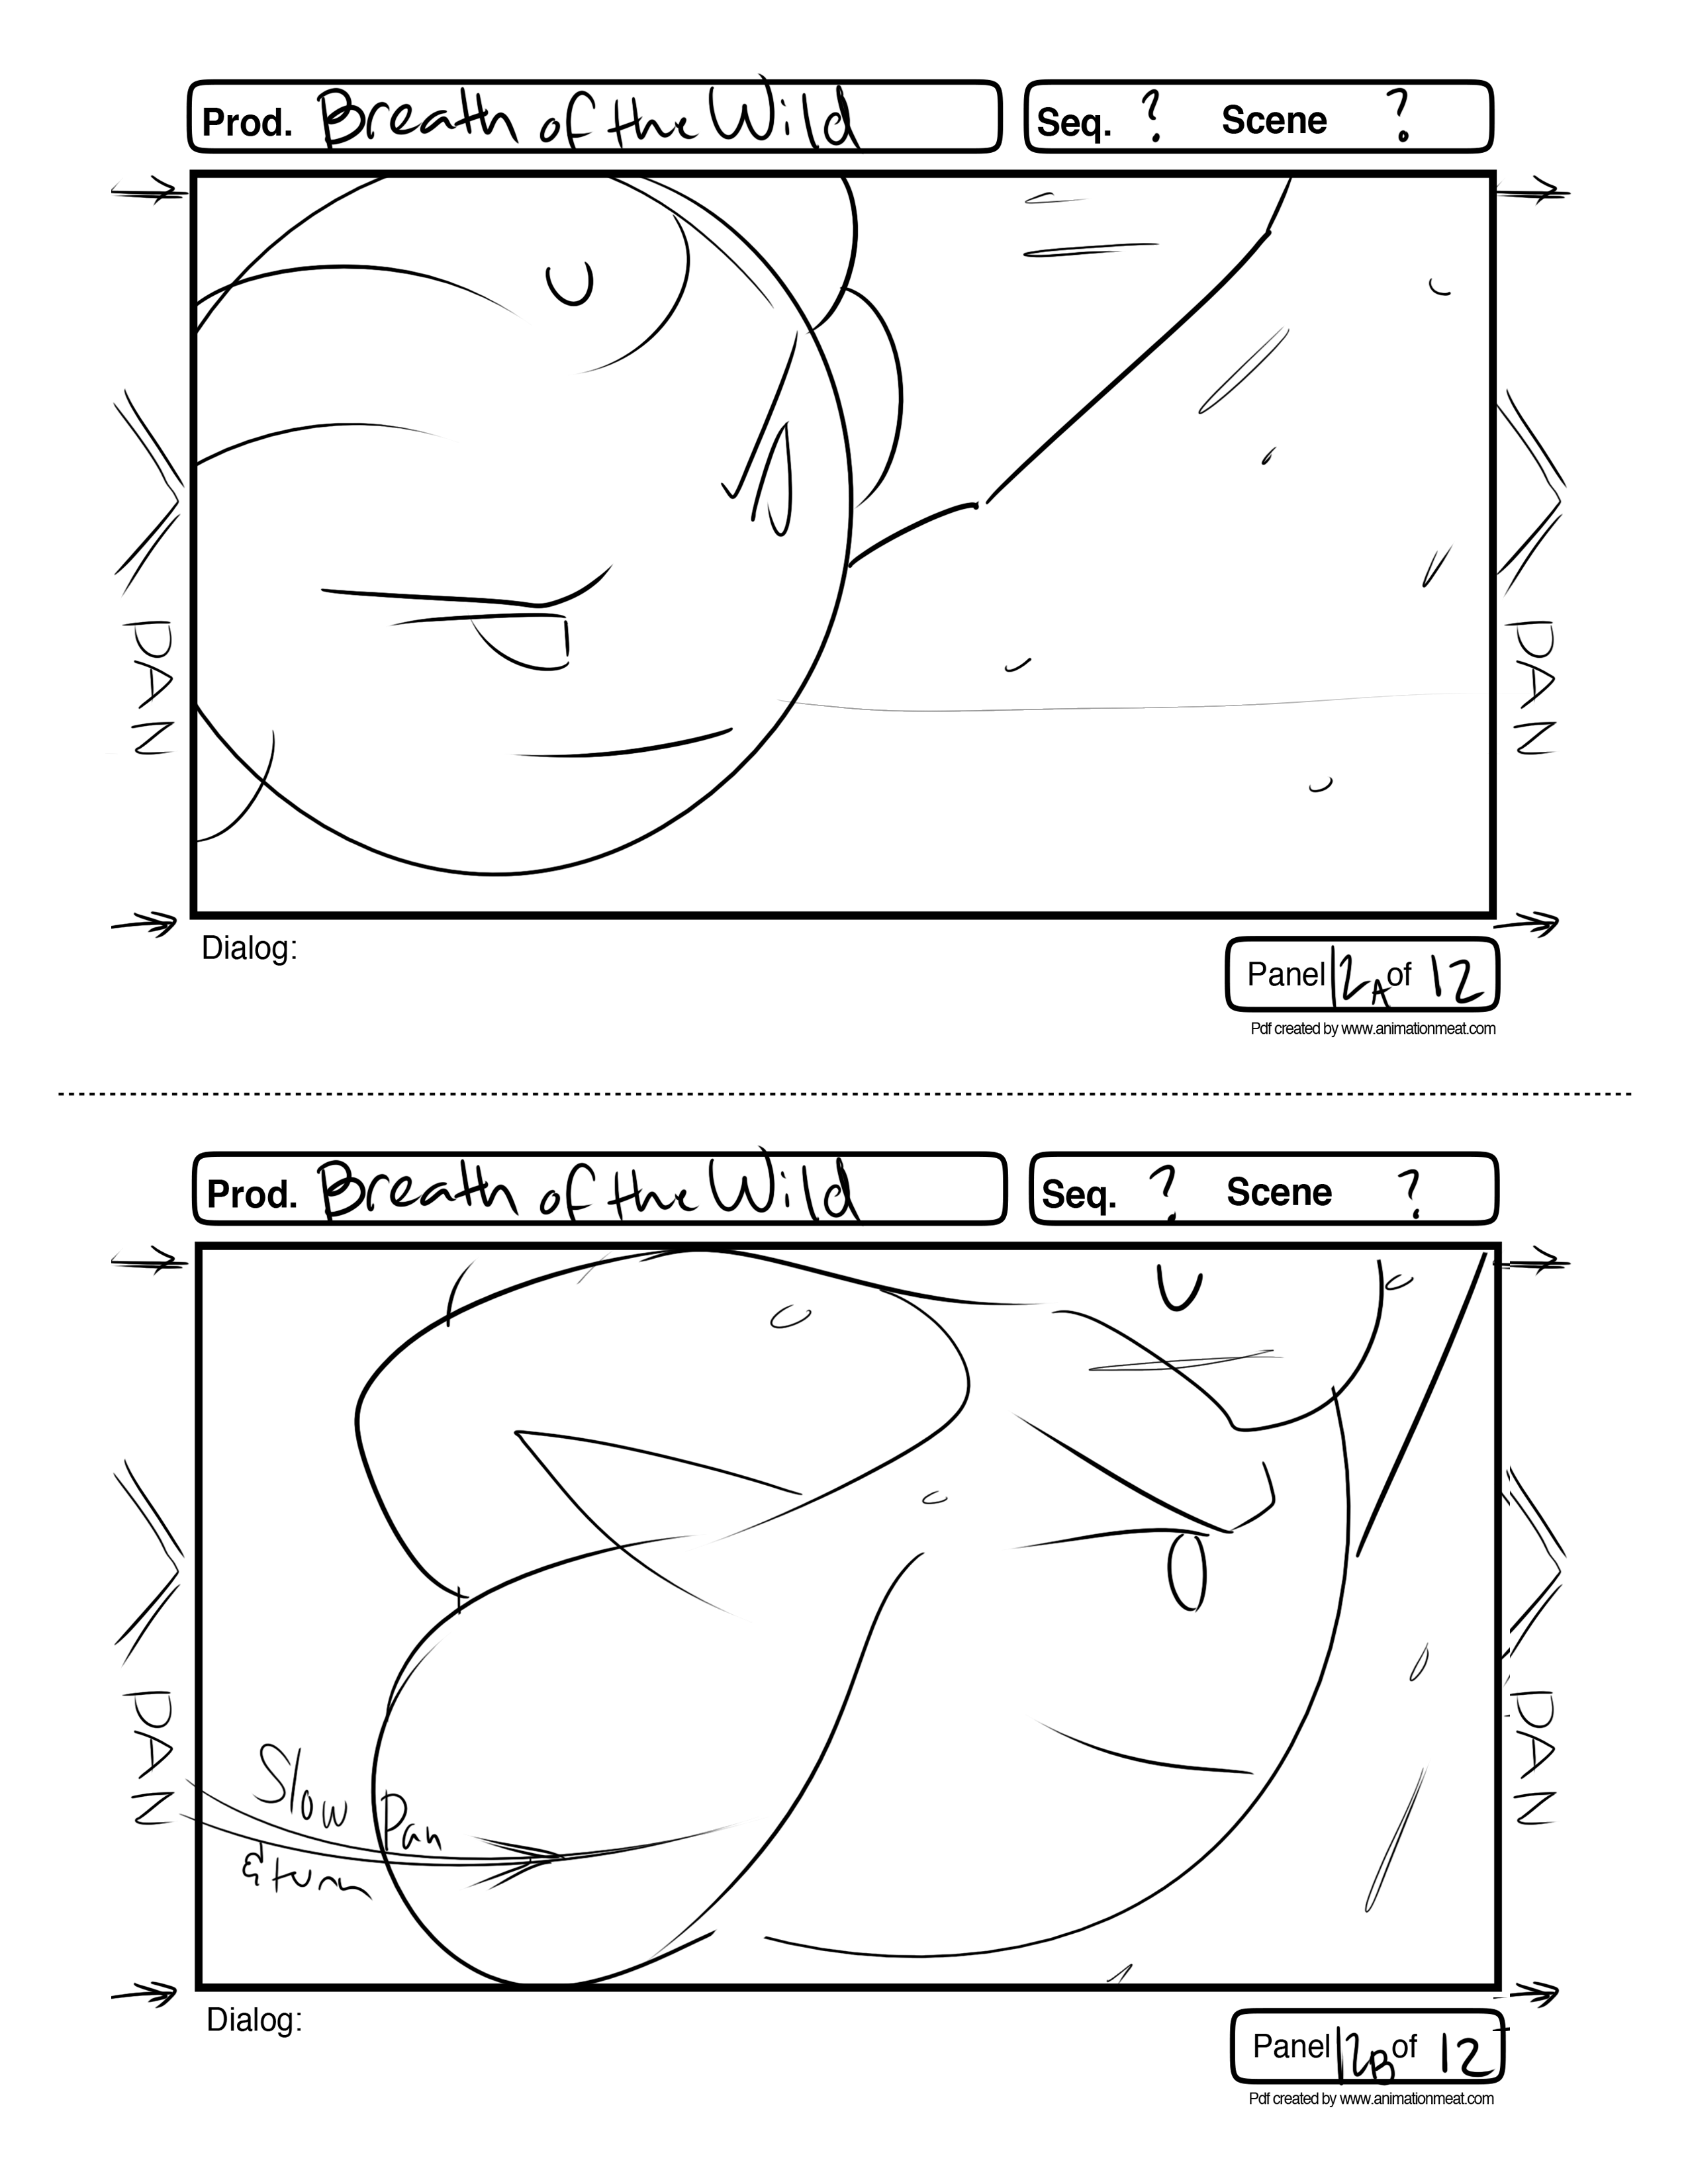 Prod. Breath of the Wild
Seq. ? Scene ?
PAN
PAN
Dialog:
Panel 12A of 12
Pdf created by www.animationmeat.com
Prod. Breath of the Wild
Seq. ? Scene ?
PAN
PAN
Slow Pan
& turn
Dialog:
Panel 12B of 12
Pdf created by www.animationmeat.com